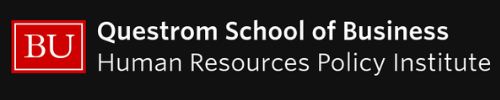 BU
Questrom School of Business
Human Resources Policy Institute